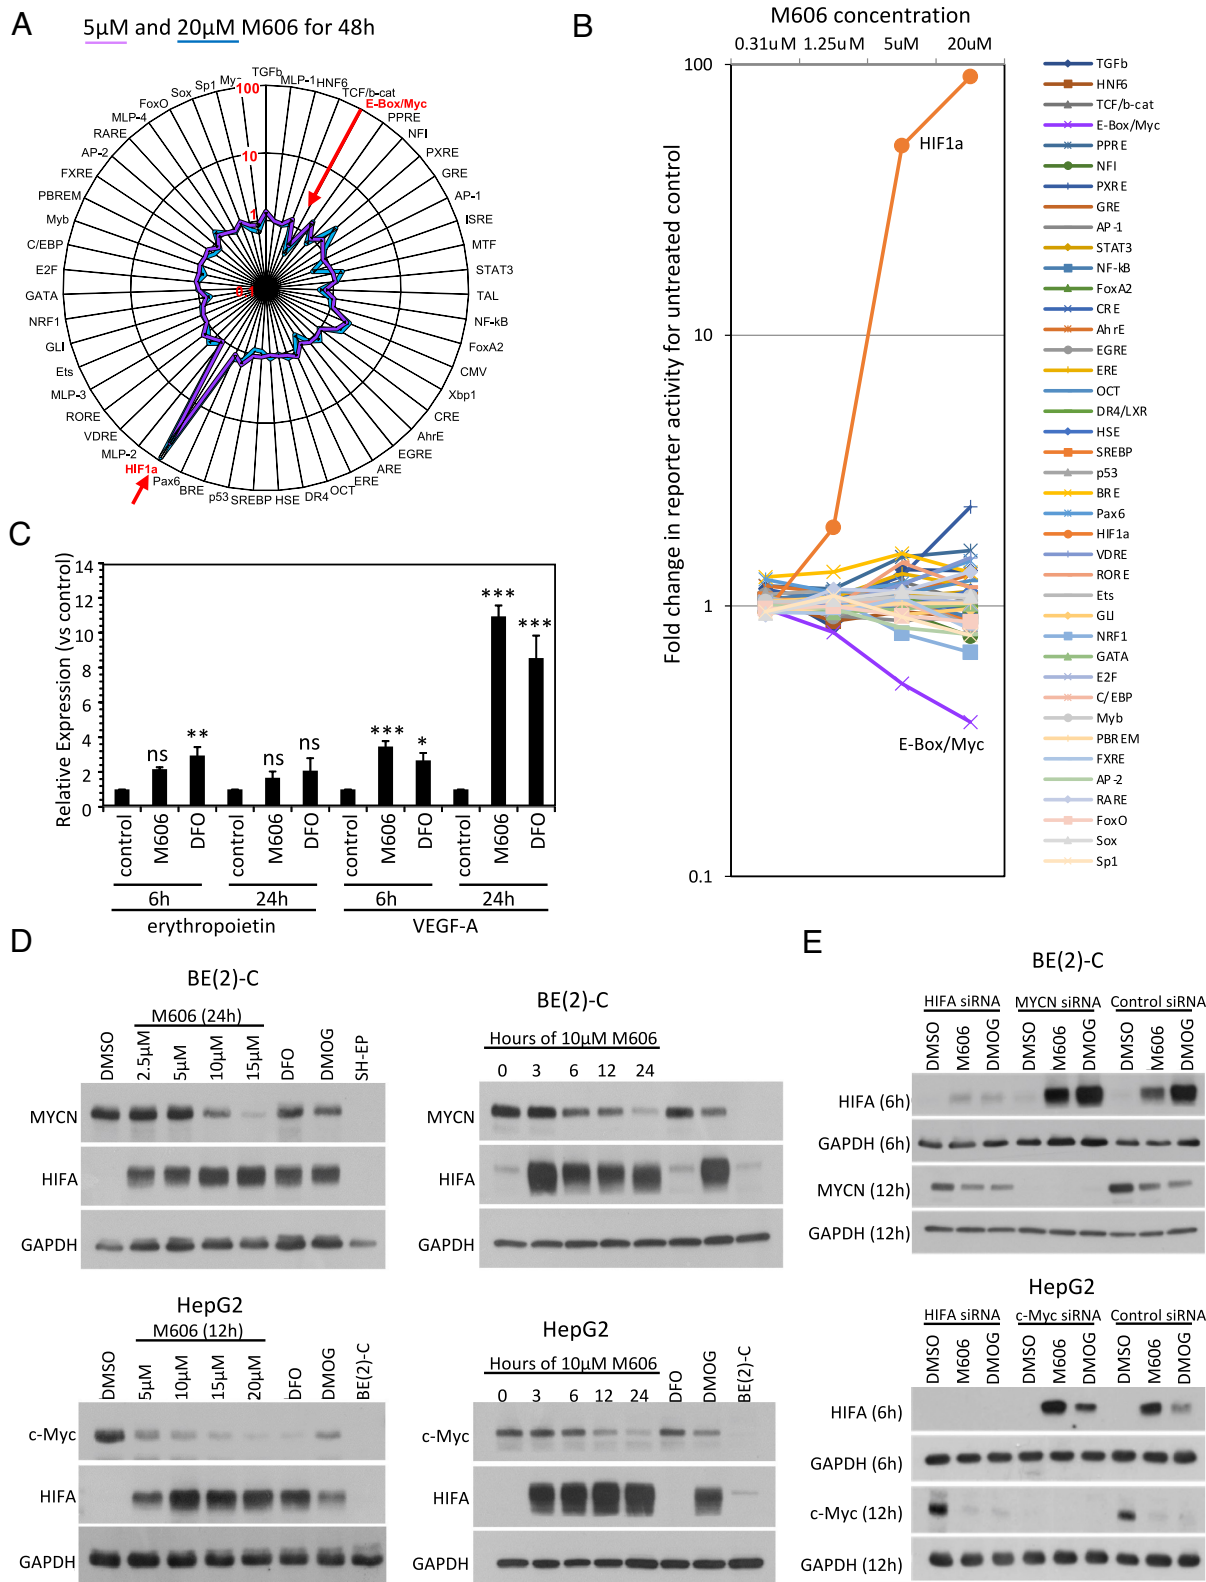 A
5µM and 20µM M606 for 48h
TGFb
MLP-1
HNF6
TCF/b-cat
E-Box/Myc
PPRE
NFI
PXRE
GRE
AP-1
ISRE
MTF
STAT3
TAL
NF-kB
FoxA2
CMV
Xbp1
CRE
AhrE
EGRE
ARE
ERE
OCT
DR4
HSE
SREBP
p53
BRE
Pax6
HIF1a
MLP-2
VDRE
RORE
MLP-3
Ets
GLI
NRF1
GATA
E2F
C/EBP
Myb
PBREM
FXRE
AP-2
RARE
MLP-4
FoxO
Sox
Sp1
100
10
1
B
M606 concentration
0.31uM 1.25uM 5uM 20uM
Fold change in reporter activity for untreated control
100
10
1
0.1
HIF1a
E-Box/Myc
TGFb
HNF6
TCF/b-cat
E-Box/Myc
PPRE
NFI
PXRE
GRE
AP-1
STAT3
NF-kB
FoxA2
CRE
AhrE
EGRE
ERE
OCT
DR4/LXR
HSE
SREBP
p53
BRE
Pax6
HIF1a
VDRE
RORE
Ets
GLI
NRF1
GATA
E2F
C/EBP
Myb
PBREM
FXRE
AP-2
RARE
FoxO
Sox
Sp1
C
Relative Expression (vs control)
14
12
10
8
6
4
2
0
ns ** ns ns *** * *** ***
control M606 DFO control M606 DFO control M606 DFO control M606 DFO
6h 24h 6h 24h
erythropoietin VEGF-A
D
BE(2)-C
M606 (24h)
DMSO 2.5µM 5µM 10µM 15µM DFO DMOG SH-EP
MYCN
HIFA
GAPDH
BE(2)-C
Hours of 10µM M606
0 3 6 12 24
MYCN
HIFA
GAPDH
HepG2
M606 (12h)
DMSO 5µM 10µM 15µM 20µM DFO DMOG BE(2)-C
c-Myc
HIFA
GAPDH
HepG2
Hours of 10µM M606
0 3 6 12 24 DFO DMOG BE(2)-C
c-Myc
HIFA
GAPDH
E
BE(2)-C
HIFA siRNA MYCN siRNA Control siRNA
DMSO M606 DMOG DMSO M606 DMOG DMSO M606 DMOG
HIFA (6h)
GAPDH (6h)
MYCN (12h)
GAPDH (12h)
HepG2
HIFA siRNA c-Myc siRNA Control siRNA
DMSO M606 DMOG DMSO M606 DMOG DMSO M606 DMOG
HIFA (6h)
GAPDH (6h)
c-Myc (12h)
GAPDH (12h)